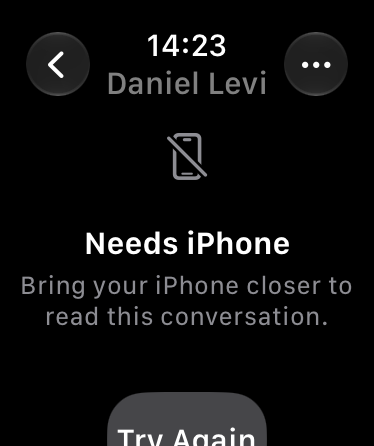 14:23
Daniel Levi
Needs iPhone
Bring your iPhone closer to
read this conversation.
Try Again